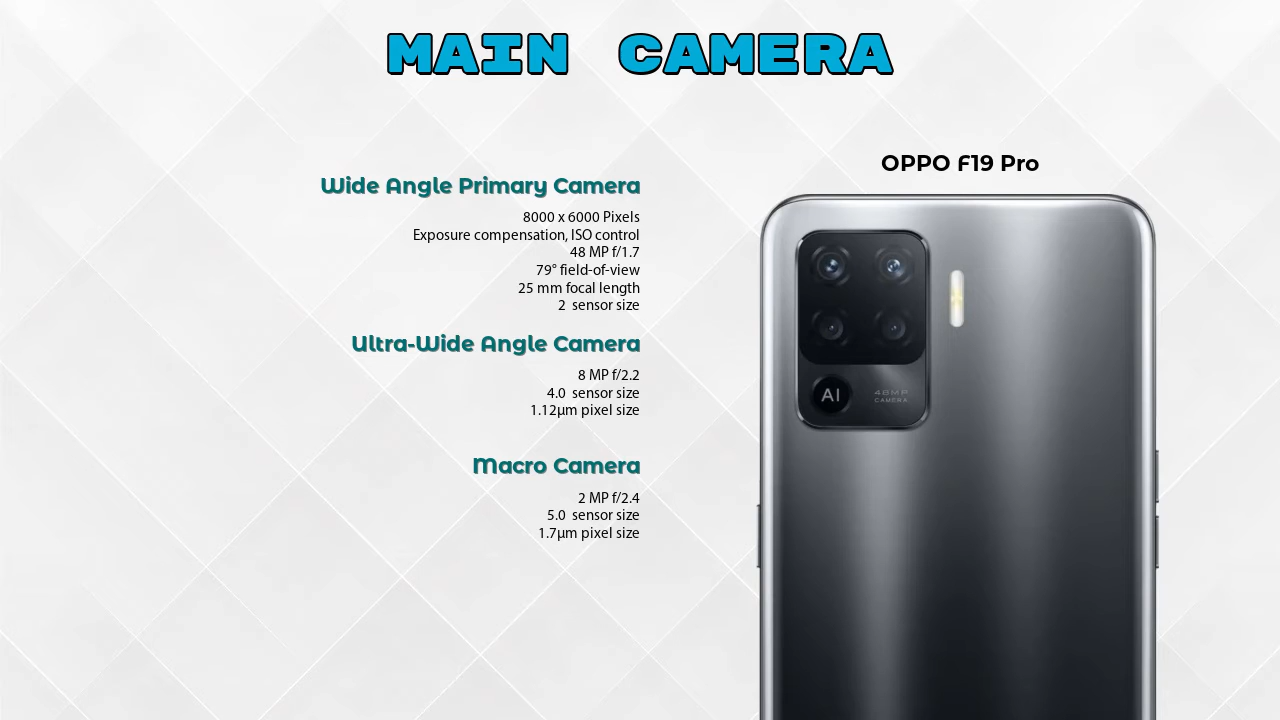 MAIN CAMERA
OPPO F19 Pro
Wide Angle Primary Camera
8000 x 6000 Pixels
Exposure compensation, ISO control
48 MP f/1.7
79° field-of-view
25 mm focal length
2 sensor size
Ultra-Wide Angle Camera
8 MP f/2.2
4.0 sensor size
1.12µm pixel size
Macro Camera
2 MP f/2.4
5.0 sensor size
1.7µm pixel size
AI
48MP
CAMERA